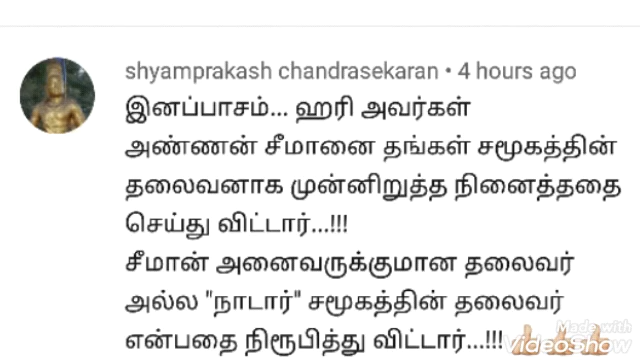 shyamprakash chandrasekaran • 4 hours ago
இனப்பாசம்... ஹரி அவர்கள்
அண்ணன் சீமானை தங்கள் சமூகத்தின்
தலைவனாக முன்னிறுத்த நினைத்ததை
செய்து விட்டார்...!!!
சீமான் அனைவருக்குமான தலைவர்
அல்ல "நாடார்" சமூகத்தின் தலைவர்
என்பதை நிரூபித்து விட்டார்...!!!
Made with
VideoShow